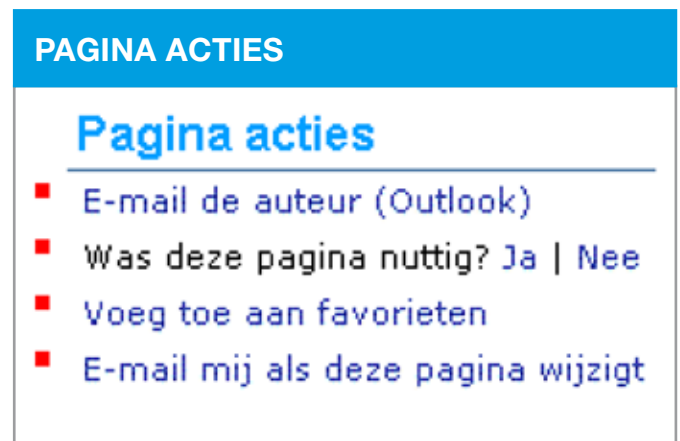 PAGINA ACTIES
Pagina acties
E-mail de auteur (Outlook)
Was deze pagina nuttig? Ja | Nee
Voeg toe aan favorieten
E-mail mij als deze pagina wijzigt